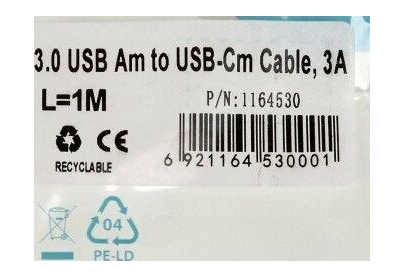 3.0 USB Am to USB-Cm Cable, 3A
L=1M
P/N:1164530
CE
RECYCLABLE
6 921164 530001
04
PE-LD